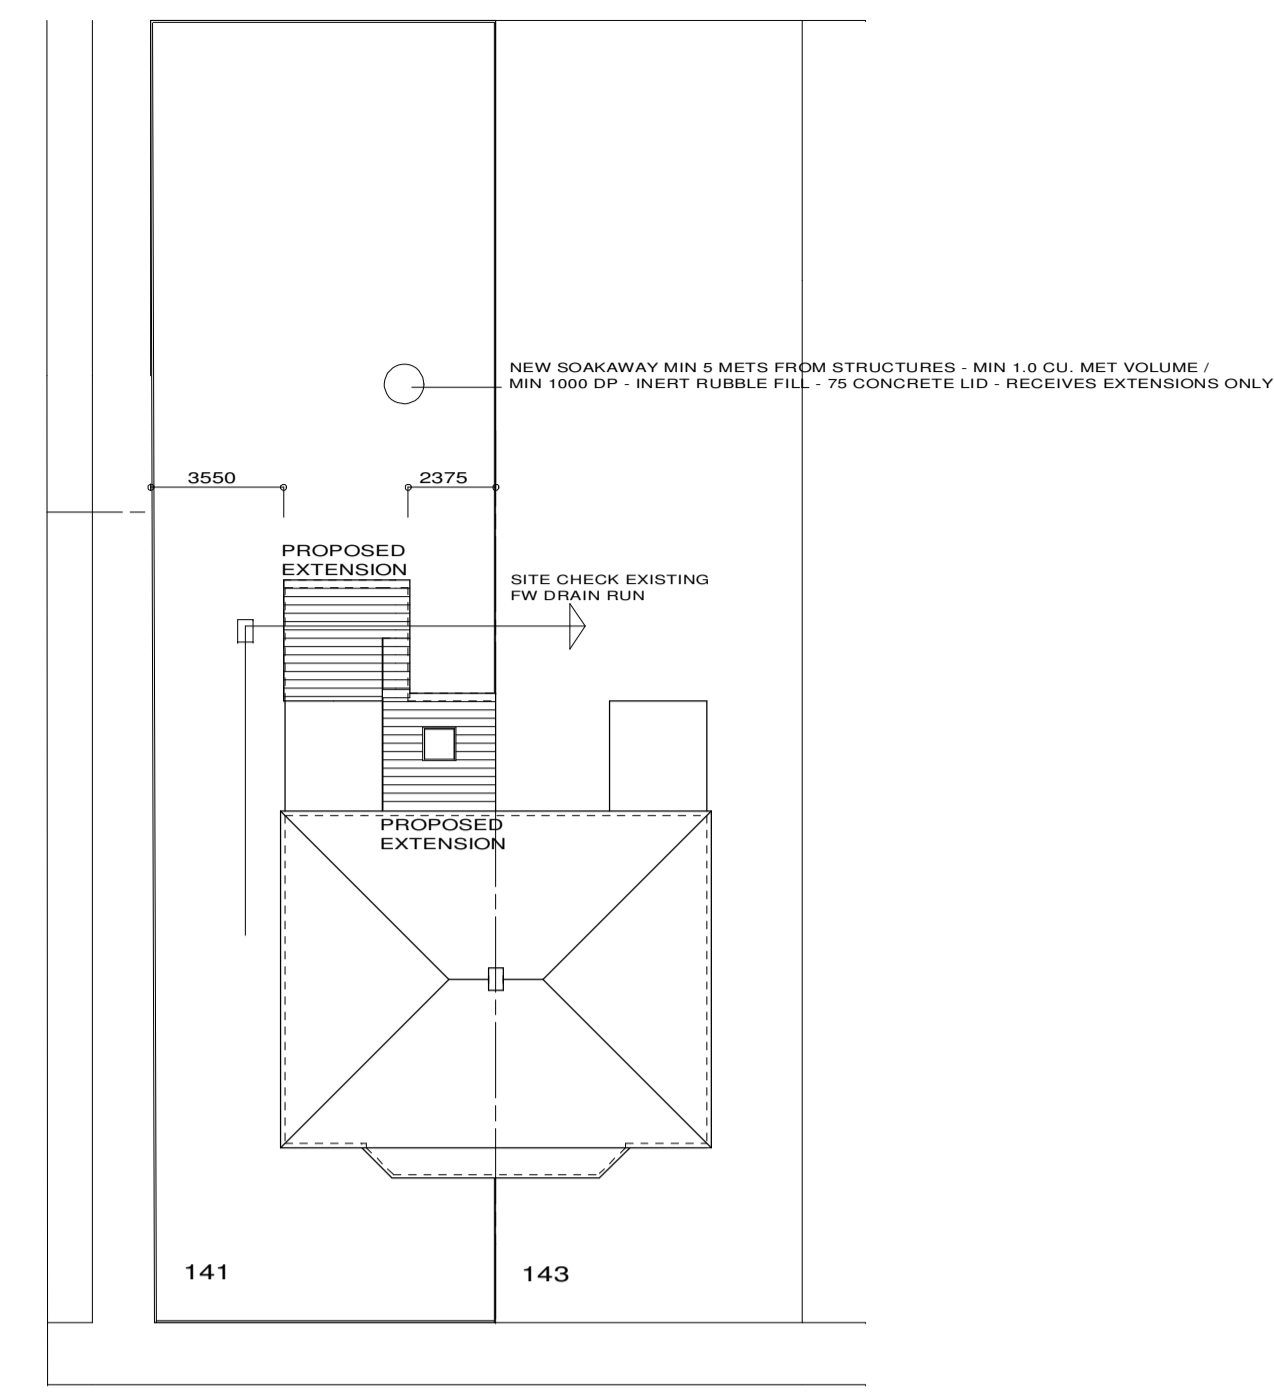 NEW SOAKAWAY MIN 5 METS FROM STRUCTURES - MIN 1.0 CU. MET VOLUME /
MIN 1000 DP - INERT RUBBLE FILL - 75 CONCRETE LID - RECEIVES EXTENSIONS ONLY
3550
2375
PROPOSED
EXTENSION
SITE CHECK EXISTING
FW DRAIN RUN
PROPOSED
EXTENSION
141
143